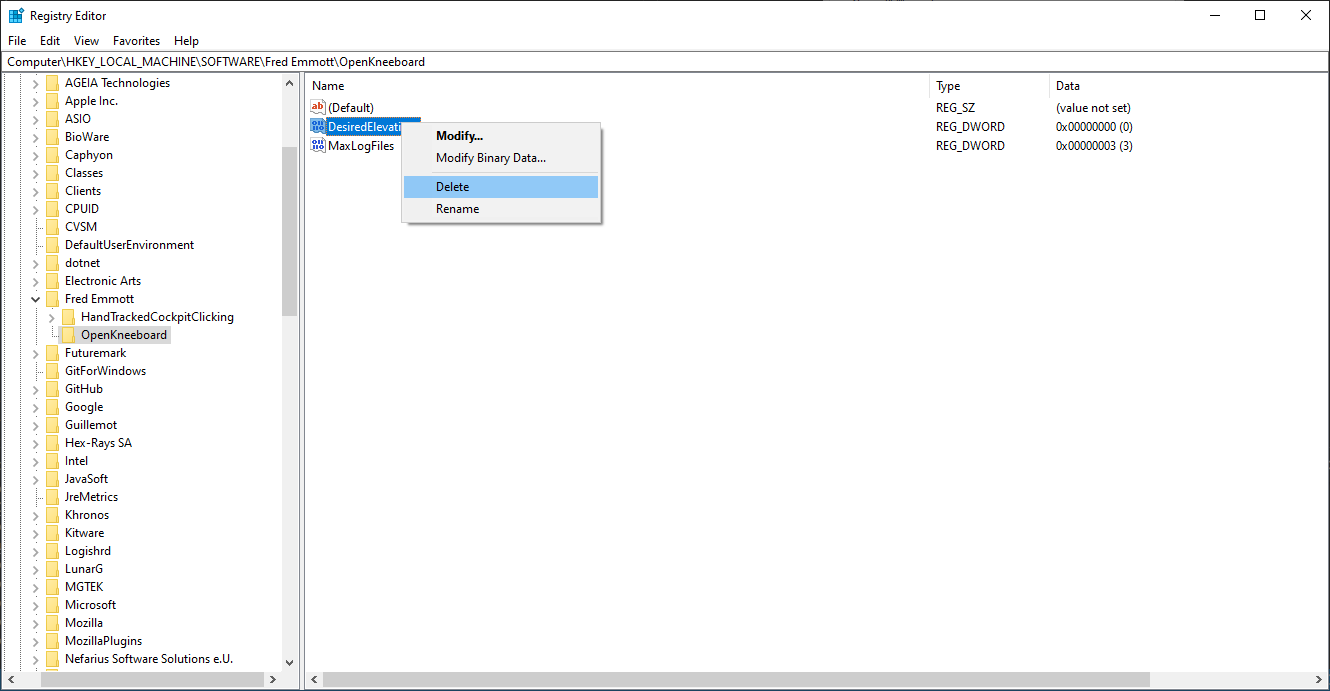 Registry Editor
File Edit View Favorites Help
Computer\HKEY_LOCAL_MACHINE\SOFTWARE\Fred Emmott\OpenKneeboard
AGEIA Technologies
Apple Inc.
ASIO
BioWare
Caphyon
Classes
Clients
CPUID
CVSM
DefaultUserEnvironment
dotnet
Electronic Arts
Fred Emmott
HandTrackedCockpitClicking
OpenKneeboard
Futuremark
GitForWindows
GitHub
Google
Guillemot
Hex-Rays SA
Intel
JavaSoft
JreMetrics
Khronos
Kitware
Logishrd
LunarG
MGTEK
Microsoft
Mozilla
MozillaPlugins
Nefarius Software Solutions e.U.
Name Type Data
(Default) REG_SZ (value not set)
DesiredElevati REG_DWORD 0x00000000 (0)
MaxLogFiles REG_DWORD 0x00000003 (3)
Modify...
Modify Binary Data...
Delete
Rename